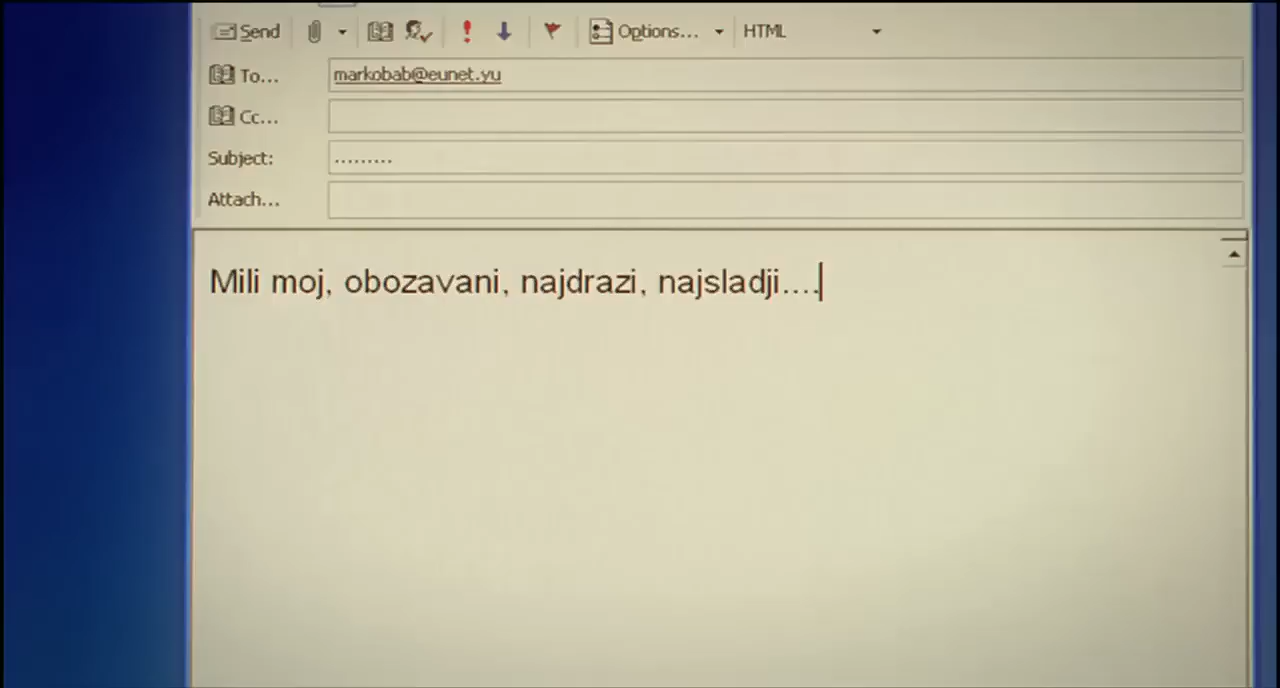 Send Options... HTML
To... markobab@eunet.yu
Cc...
Subject: .........
Attach...
Mili moj, obozavani, najdrazi, najsladji....